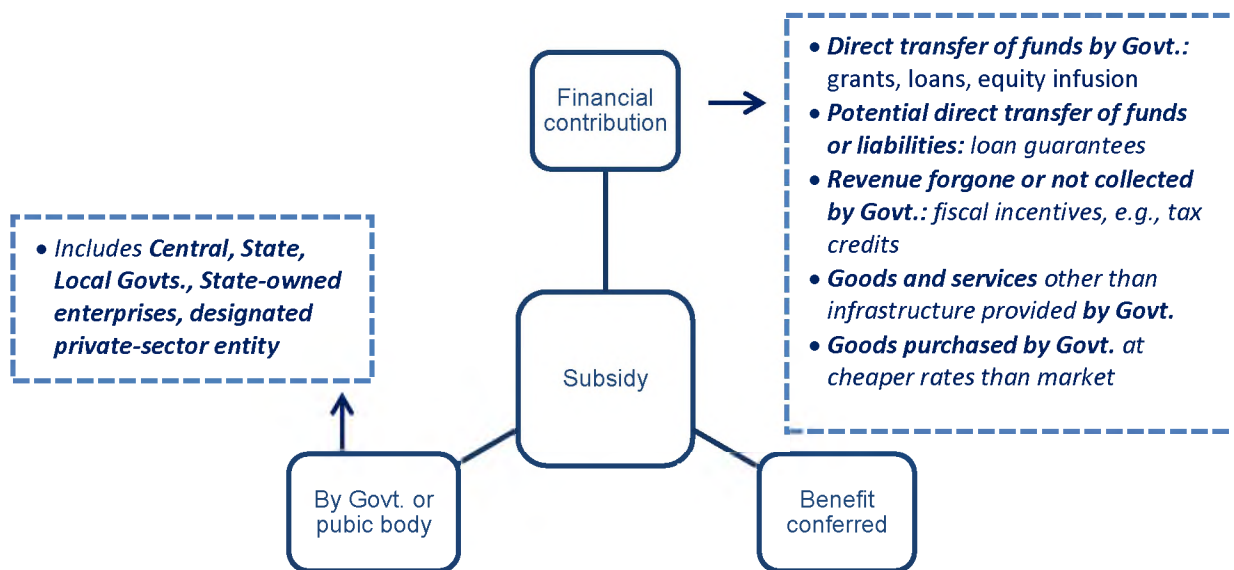 Financial
contribution
• Direct transfer of funds by Govt.:
grants, loans, equity infusion
• Potential direct transfer of funds
or liabilities: loan guarantees
• Revenue forgone or not collected
by Govt.: fiscal incentives, e.g., tax
credits
• Goods and services other than
infrastructure provided by Govt.
• Goods purchased by Govt. at
cheaper rates than market
• Includes Central, State,
Local Govts., State-owned
enterprises, designated
private-sector entity
Subsidy
By Govt. or
pubic body
Benefit
conferred